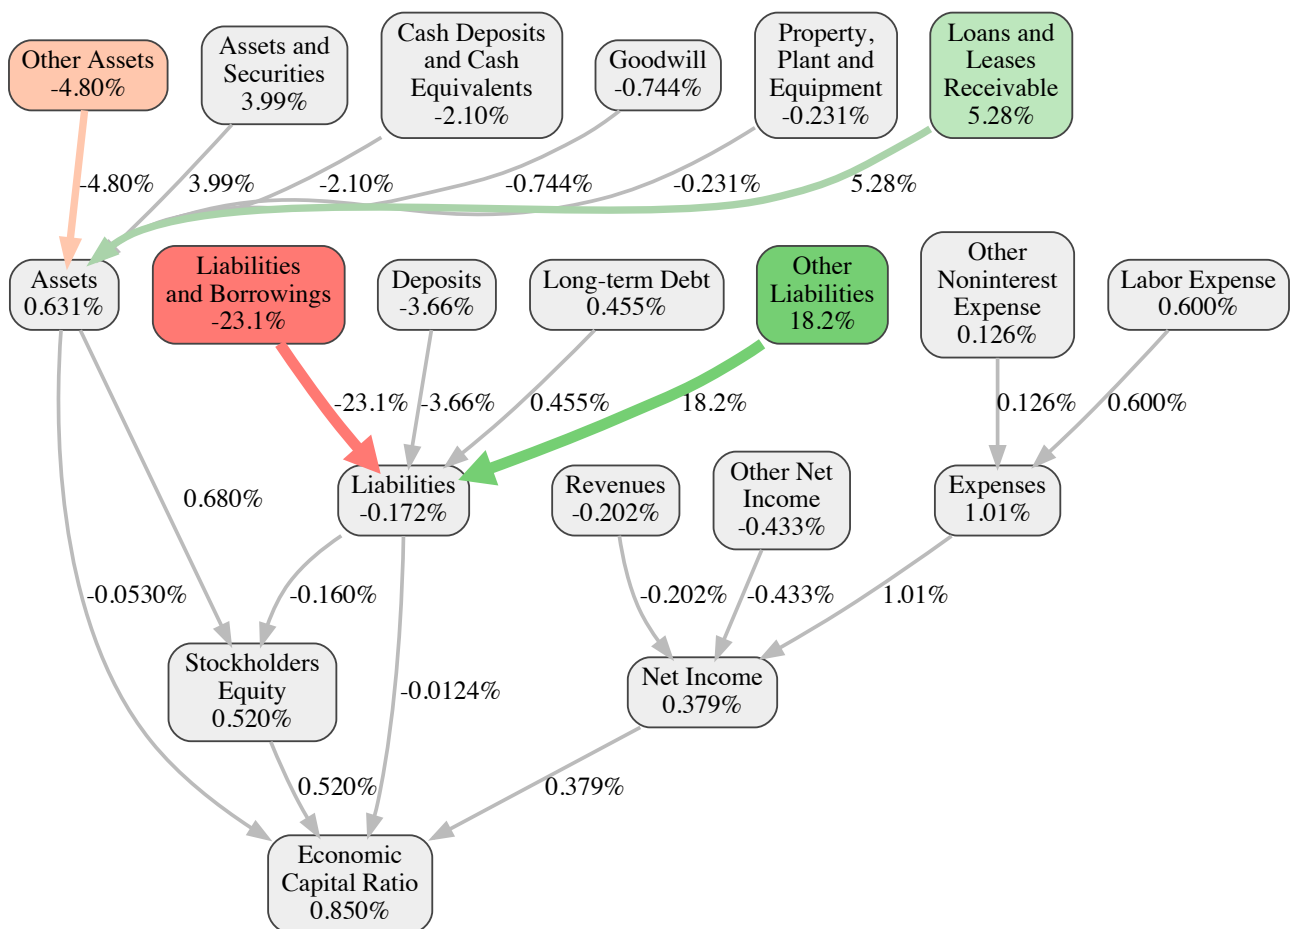 Other Assets
-4.80%
Assets and
Securities
3.99%
Cash Deposits
and Cash
Equivalents
-2.10%
Goodwill
-0.744%
Property,
Plant and
Equipment
-0.231%
Loans and
Leases
Receivable
5.28%
-4.80%
3.99%
-2.10%
-0.744%
-0.231%
5.28%
Assets
0.631%
Liabilities
and Borrowings
-23.1%
Deposits
-3.66%
Long-term Debt
0.455%
Other
Liabilities
18.2%
Other
Noninterest
Expense
0.126%
Labor Expense
0.600%
-23.1%
-3.66%
0.455%
18.2%
0.126%
0.600%
Liabilities
-0.172%
Revenues
-0.202%
Other Net
Income
-0.433%
Expenses
1.01%
0.680%
-0.0530%
-0.160%
-0.202%
-0.433%
1.01%
Stockholders
Equity
0.520%
-0.0124%
Net Income
0.379%
0.520%
0.379%
Economic
Capital Ratio
0.850%